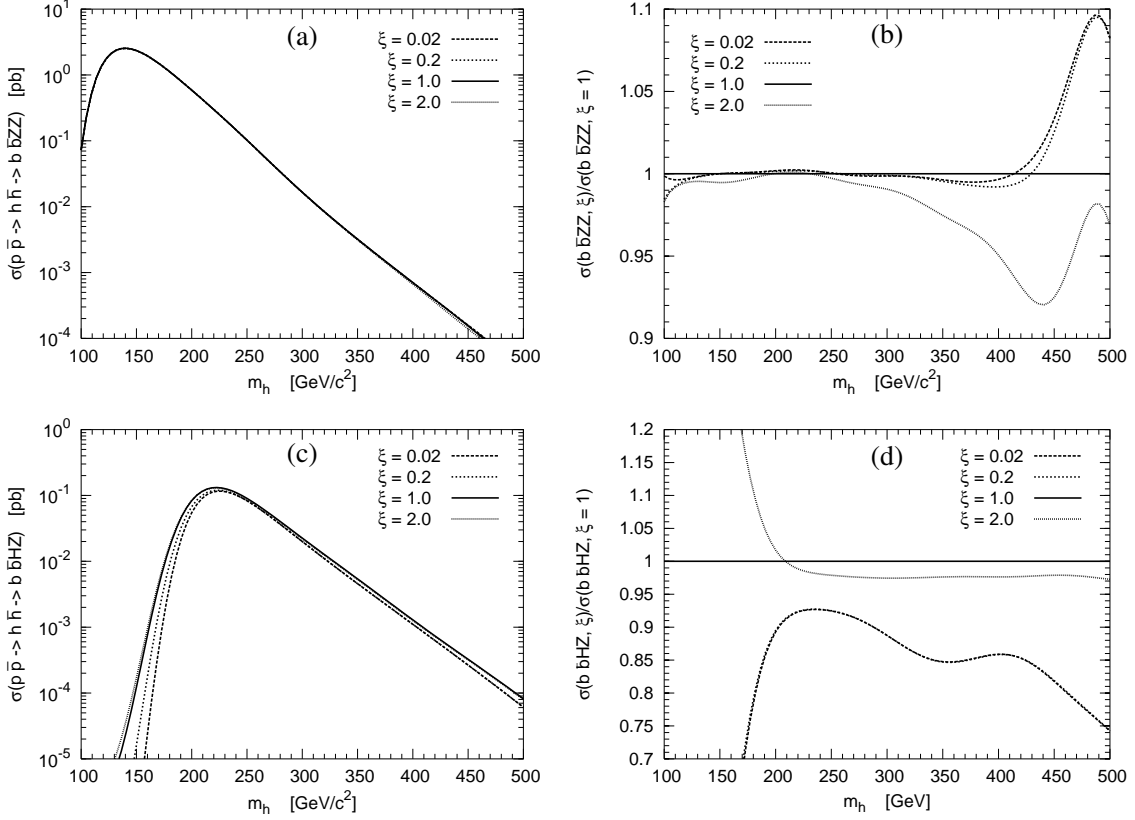 (a)
σ(p p̅ -> h h̅ -> b b̅ZZ) [pb]
10^1
10^0
10^-1
10^-2
10^-3
10^-4
ξ = 0.02
ξ = 0.2
ξ = 1.0
ξ = 2.0
100 150 200 250 300 350 400 450 500
m_h [GeV/c^2]
(b)
σ(b b̅ZZ, ξ)/σ(b b̅ZZ, ξ = 1)
1.1
1.05
1
0.95
0.9
ξ = 0.02
ξ = 0.2
ξ = 1.0
ξ = 2.0
100 150 200 250 300 350 400 450 500
m_h [GeV/c^2]
(c)
σ(p p̅ -> h h̅ -> b b̅HZ) [pb]
10^0
10^-1
10^-2
10^-3
10^-4
10^-5
ξ = 0.02
ξ = 0.2
ξ = 1.0
ξ = 2.0
100 150 200 250 300 350 400 450 500
m_h [GeV/c^2]
(d)
σ(b b̅HZ, ξ)/σ(b b̅HZ, ξ = 1)
1.2
1.15
1.1
1.05
1
0.95
0.9
0.85
0.8
0.75
0.7
ξ = 0.02
ξ = 0.2
ξ = 1.0
ξ = 2.0
100 150 200 250 300 350 400 450 500
m_h [GeV]